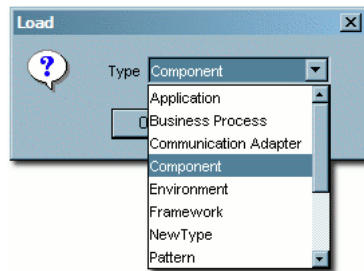 Load
Type Component
Application
Business Process
Communication Adapter
Component
Environment
Framework
NewType
Pattern